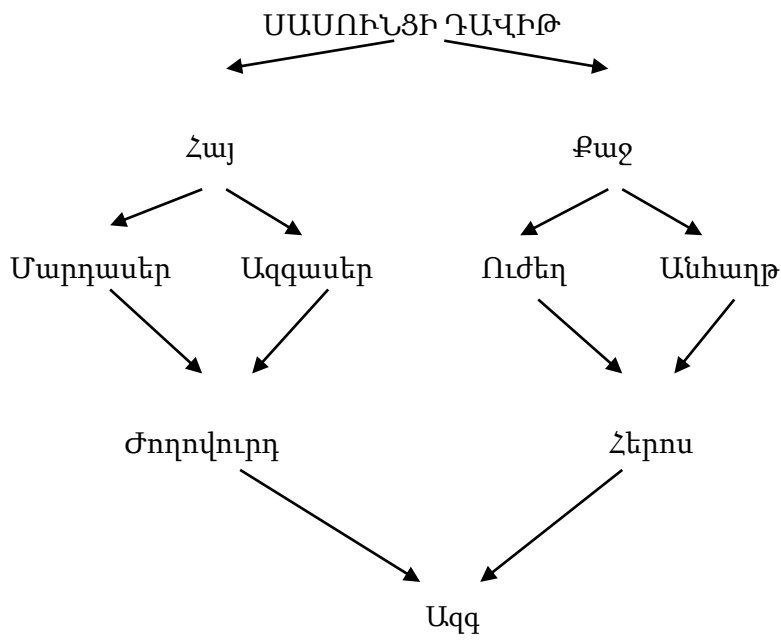 ՍԱՍՈՒՆՑԻ ԴԱՎԻԹ
Հայ Քաջ
Մարդասեր Ազգասեր Ուժեղ Անհաղթ
Ժողովուրդ Հերոս
Ազգ